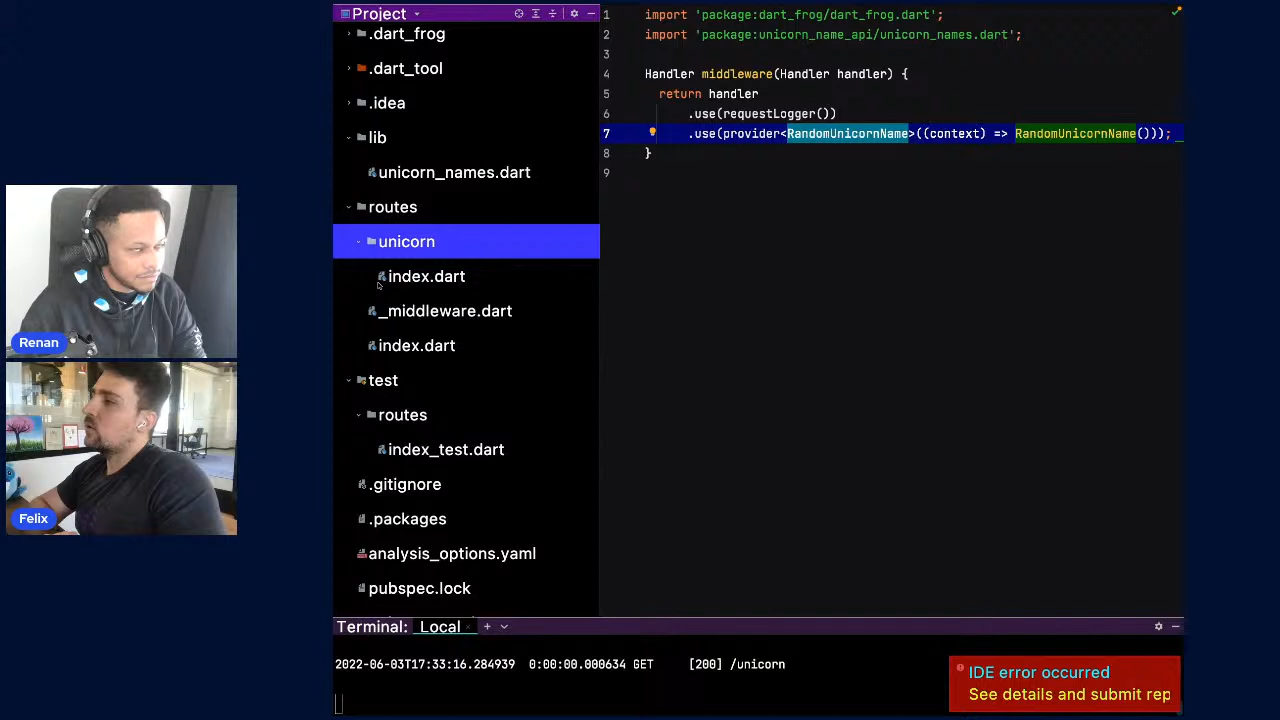 Project
.dart_frog
.dart_tool
.idea
lib
unicorn_names.dart
routes
unicorn
index.dart
_middleware.dart
index.dart
test
routes
index_test.dart
.gitignore
.packages
analysis_options.yaml
pubspec.lock
1 import 'package:dart_frog/dart_frog.dart';
2 import 'package:unicorn_name_api/unicorn_names.dart';
3
4 Handler middleware(Handler handler) {
5 return handler
6 .use(requestLogger())
7 .use(provider<RandomUnicornName>((context) => RandomUnicornName()));
8 }
9
Renan
Felix
Terminal: Local
2022-06-03T17:33:16.284939 0:00:00.000634 GET [200] /unicorn
IDE error occurred
See details and submit rep